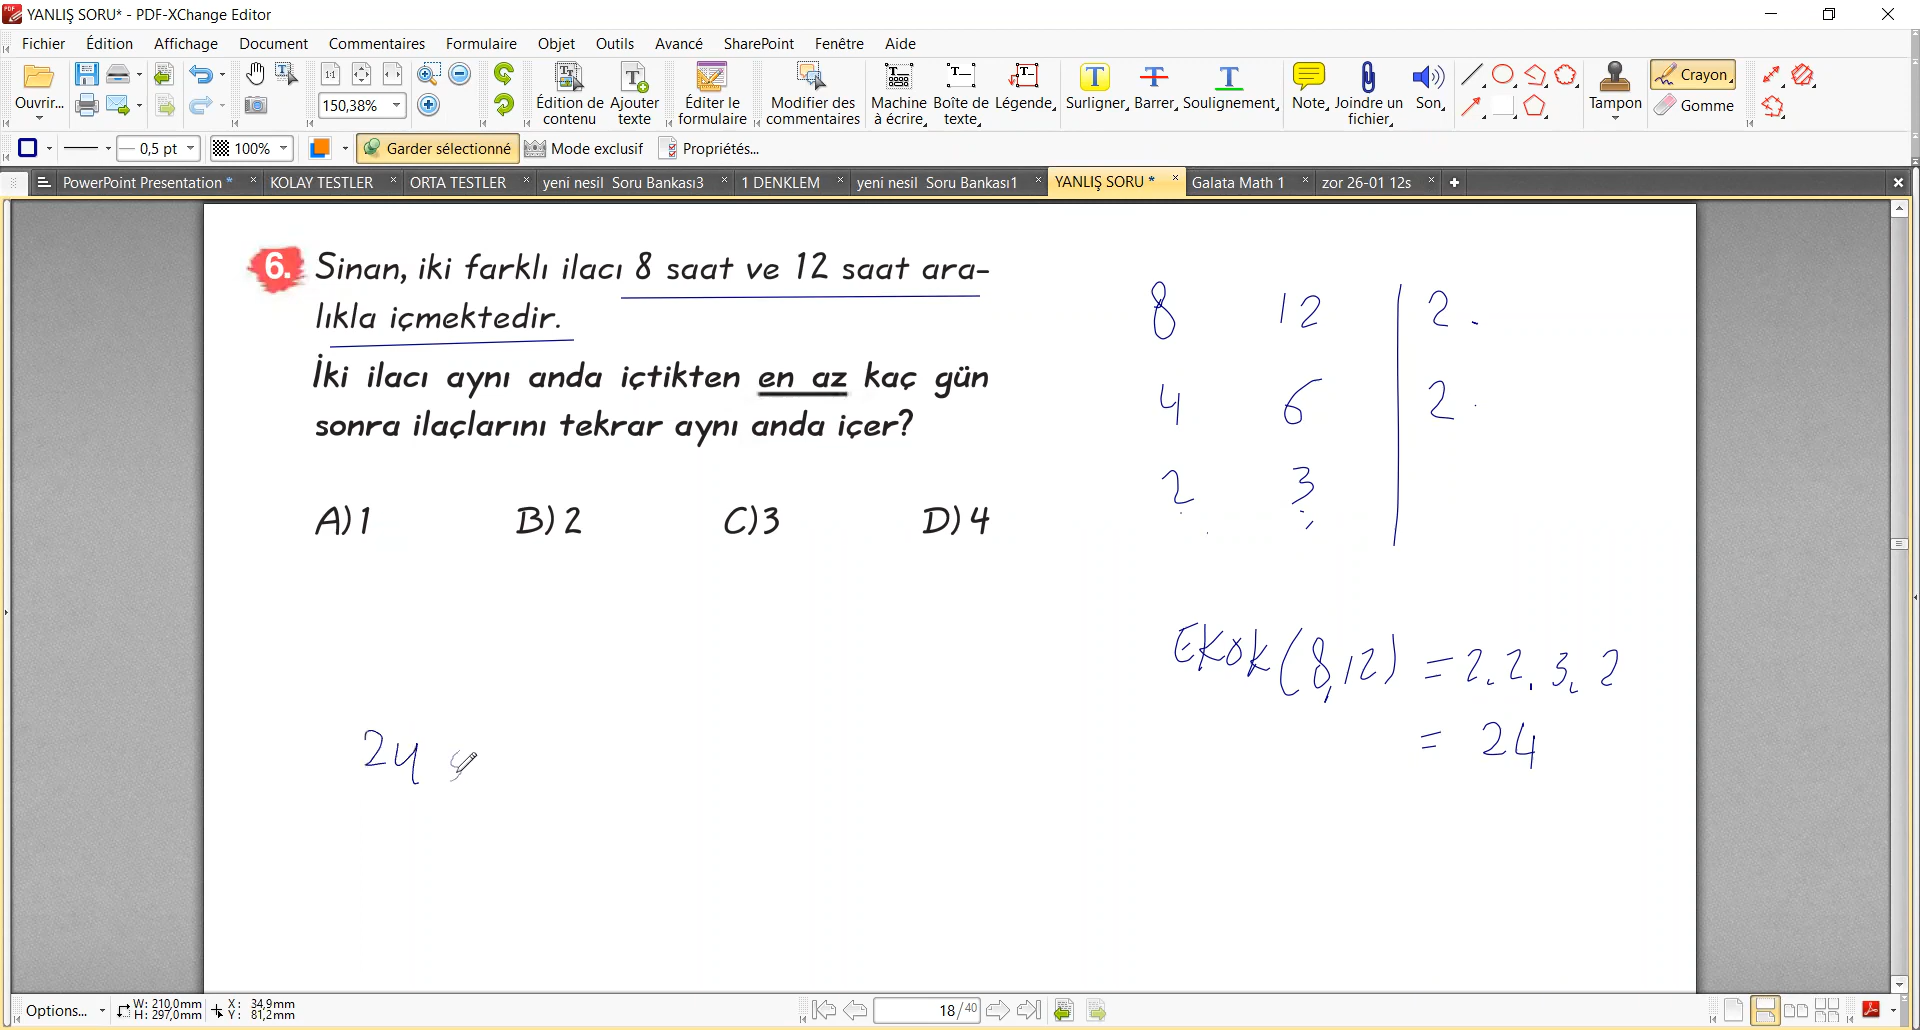 YANLIŞ SORU* - PDF-XChange Editor
Fichier Édition Affichage Document Commentaires Formulaire Objet Outils Avancé SharePoint Fenêtre Aide
Ouvrir...
150,38%
Édition de contenu
Ajouter texte
Éditer le formulaire
Modifier des commentaires
Machine à écrire
Boîte de texte
Légende
Surligner
Barrer
Soulignement
Note
Joindre un fichier
Son
Tampon
Crayon
Gomme
0,5 pt 100% Garder sélectionné Mode exclusif Propriétés...
PowerPoint Presentation * KOLAY TESTLER ORTA TESTLER yeni nesil Soru Bankası3 1 DENKLEM yeni nesil Soru Bankası1 YANLIŞ SORU * Galata Math 1 zor 26-01 12s
6. Sinan, iki farklı ilacı 8 saat ve 12 saat ara-
lıkla içmektedir.
İki ilacı aynı anda içtikten en az kaç gün
sonra ilaçlarını tekrar aynı anda içer?
A) 1 B) 2 C) 3 D) 4
8 12 2
4 6 2
2 3
EKOK (8,12) = 2.2.3.2
= 24
24
Options... W: 210,0mm H: 297,0mm X: 34,9mm Y: 81,2mm 18/40